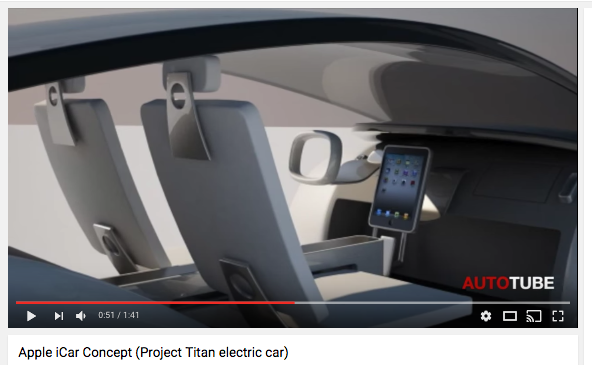 AUTOTUBE
0:51 / 1:41
Apple iCar Concept (Project Titan electric car)